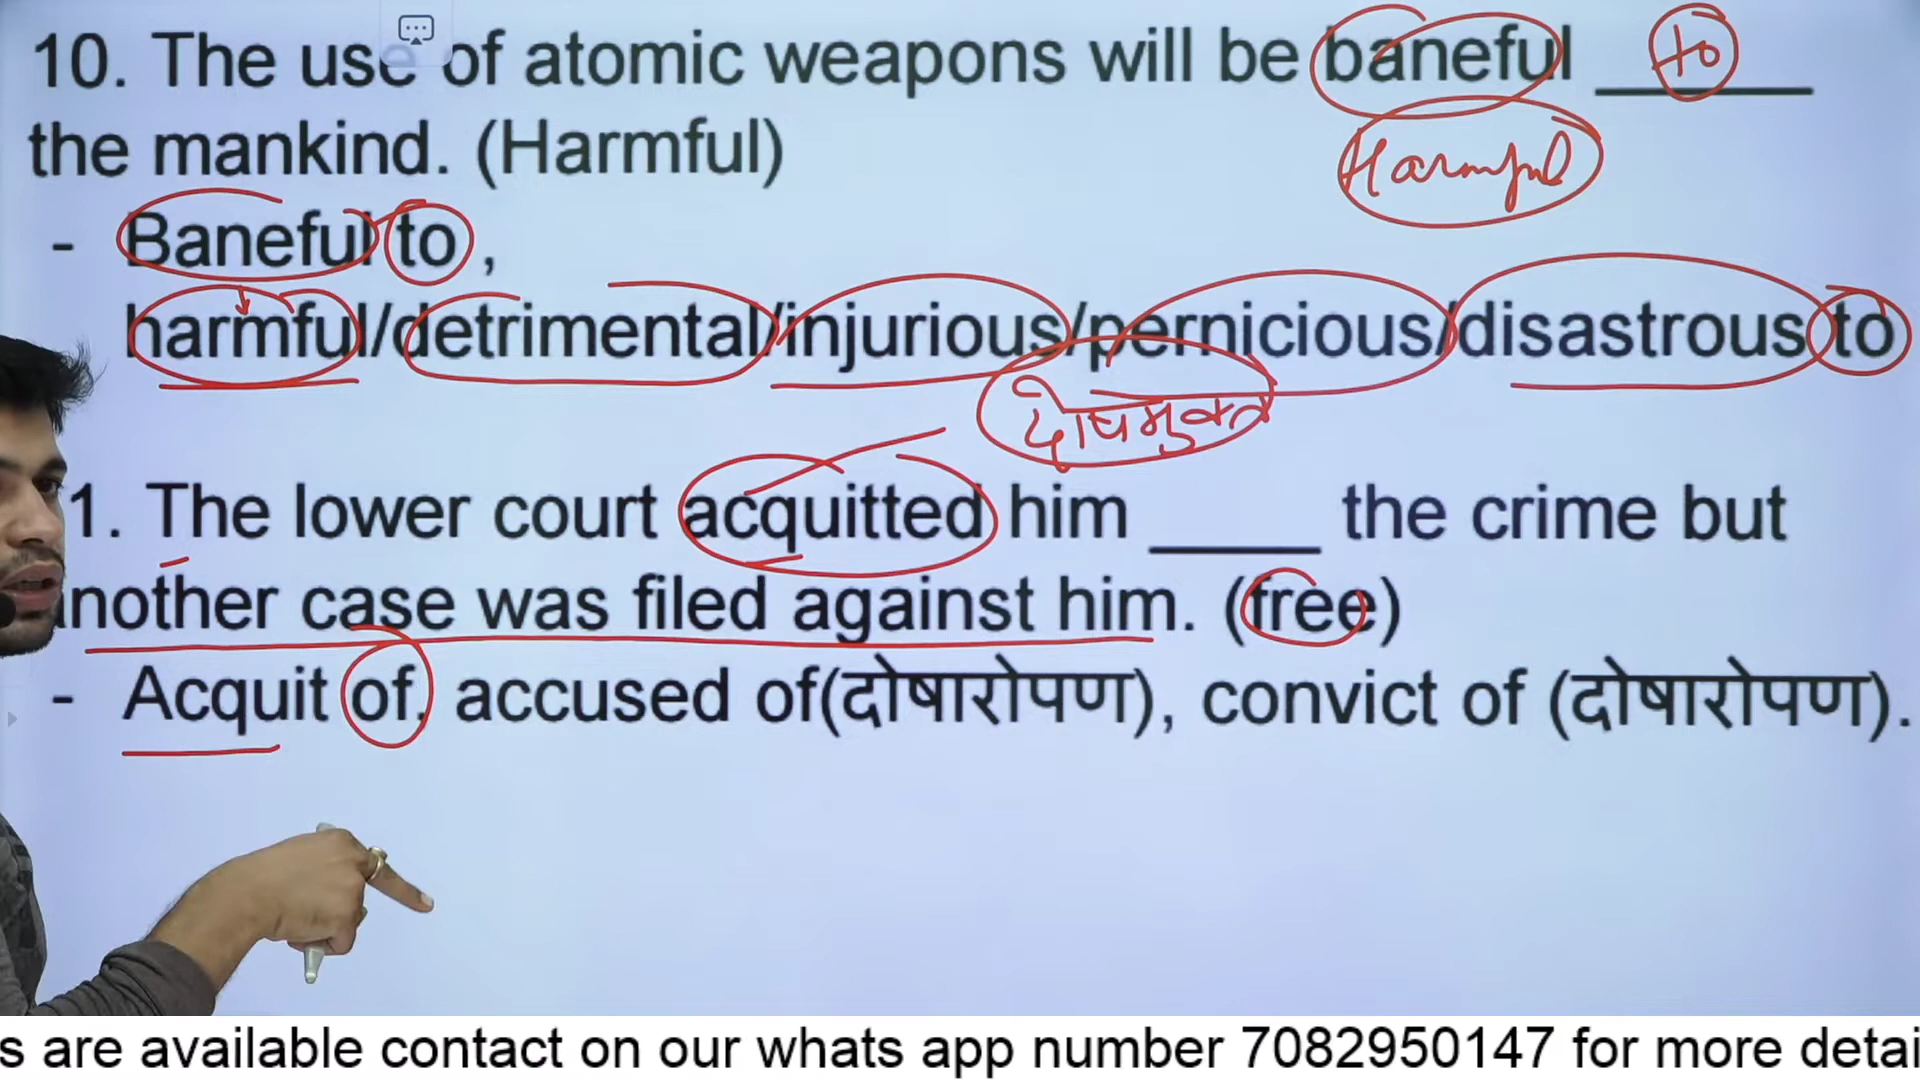 10. The use of atomic weapons will be baneful to
the mankind. (Harmful)
Harmful
- Baneful to ,
harmful/detrimental/injurious/pernicious/disastrous to
दोषमुक्त
1. The lower court acquitted him _____ the crime but
nother case was filed against him. (free)
- Acquit of, accused of(दोषारोपण), convict of (दोषारोपण).
s are available contact on our whats app number 7082950147 for more detai